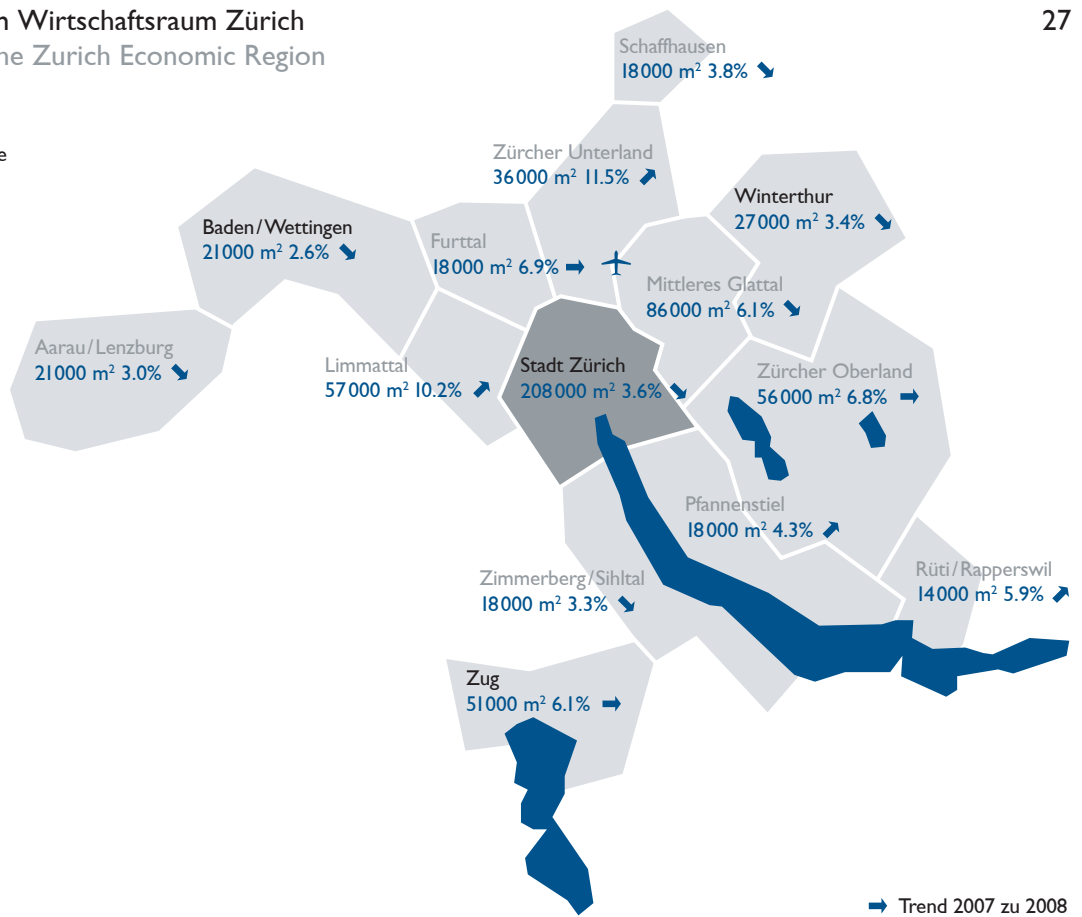 n Wirtschaftsraum Zürich
27
ne Zurich Economic Region
e
Schaffhausen
18000 m² 3.8%
Zürcher Unterland
36000 m² 11.5%
Winterthur
27000 m² 3.4%
Baden/Wettingen
21000 m² 2.6%
Furttal
18000 m² 6.9%
Mittleres Glattal
86000 m² 6.1%
Aarau/Lenzburg
21000 m² 3.0%
Limmattal
57000 m² 10.2%
Stadt Zürich
208000 m² 3.6%
Zürcher Oberland
56000 m² 6.8%
Pfannenstiel
18000 m² 4.3%
Zimmerberg/Sihltal
18000 m² 3.3%
Rüti/Rapperswil
14000 m² 5.9%
Zug
51000 m² 6.1%
Trend 2007 zu 2008